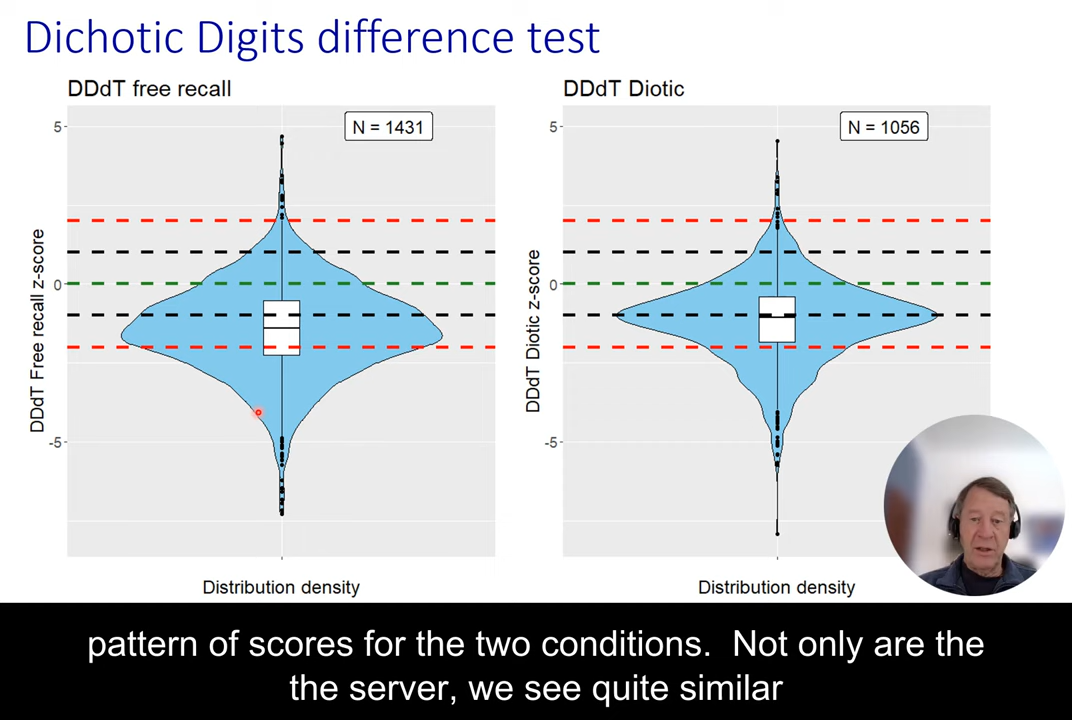 Dichotic Digits difference test
DDdT free recall
N = 1431
5
0
-5
DDdT Free recall z-score
Distribution density
DDdT Diotic
N = 1056
5
0
-5
DDdT Diotic z-score
Distribution density
pattern of scores for the two conditions. Not only are the
the server, we see quite similar